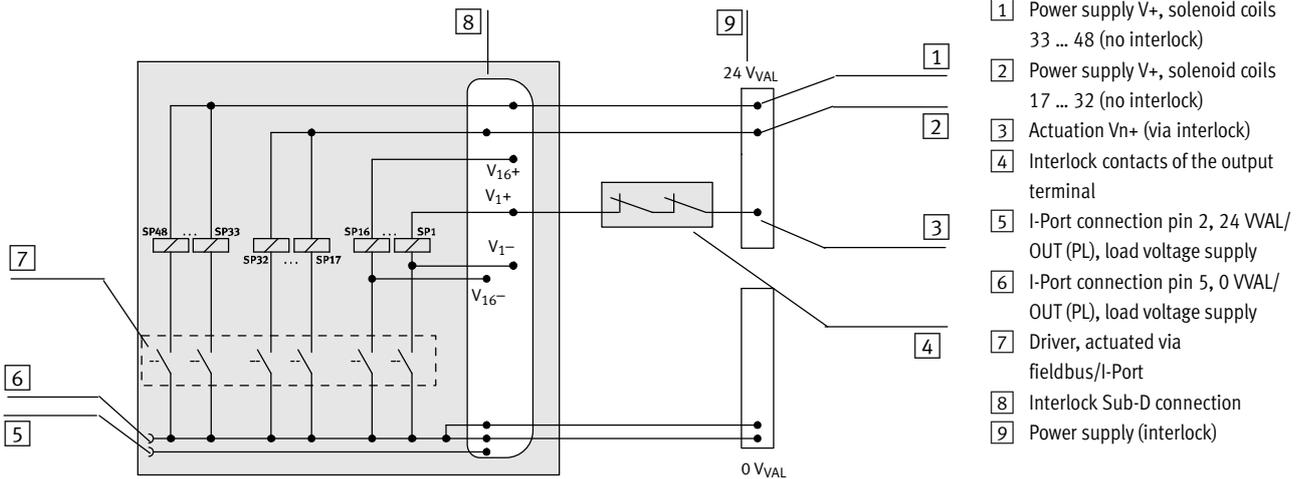 8
9
24 VVAL
1
2
V16+
V1+
SP48 ... SP33
SP16 ... SP1
SP32 ... SP17
V1–
V16–
3
7
4
6
5
0 VVAL
1 Power supply V+, solenoid coils
33 ... 48 (no interlock)
2 Power supply V+, solenoid coils
17 ... 32 (no interlock)
3 Actuation Vn+ (via interlock)
4 Interlock contacts of the output
terminal
5 I-Port connection pin 2, 24 VVAL/
OUT (PL), load voltage supply
6 I-Port connection pin 5, 0 VVAL/
OUT (PL), load voltage supply
7 Driver, actuated via
fieldbus/I-Port
8 Interlock Sub-D connection
9 Power supply (interlock)